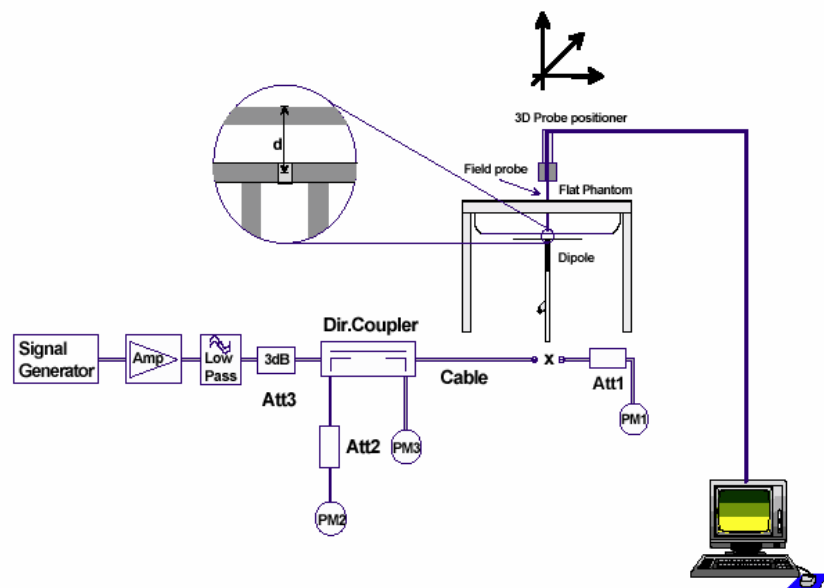 3D Probe positioner
d
Field probe
Flat Phantom
Dipole
Dir.Coupler
Signal
Generator
Amp
Low
Pass
3dB
Cable
x
Att1
Att3
PM1
Att2
PM3
PM2